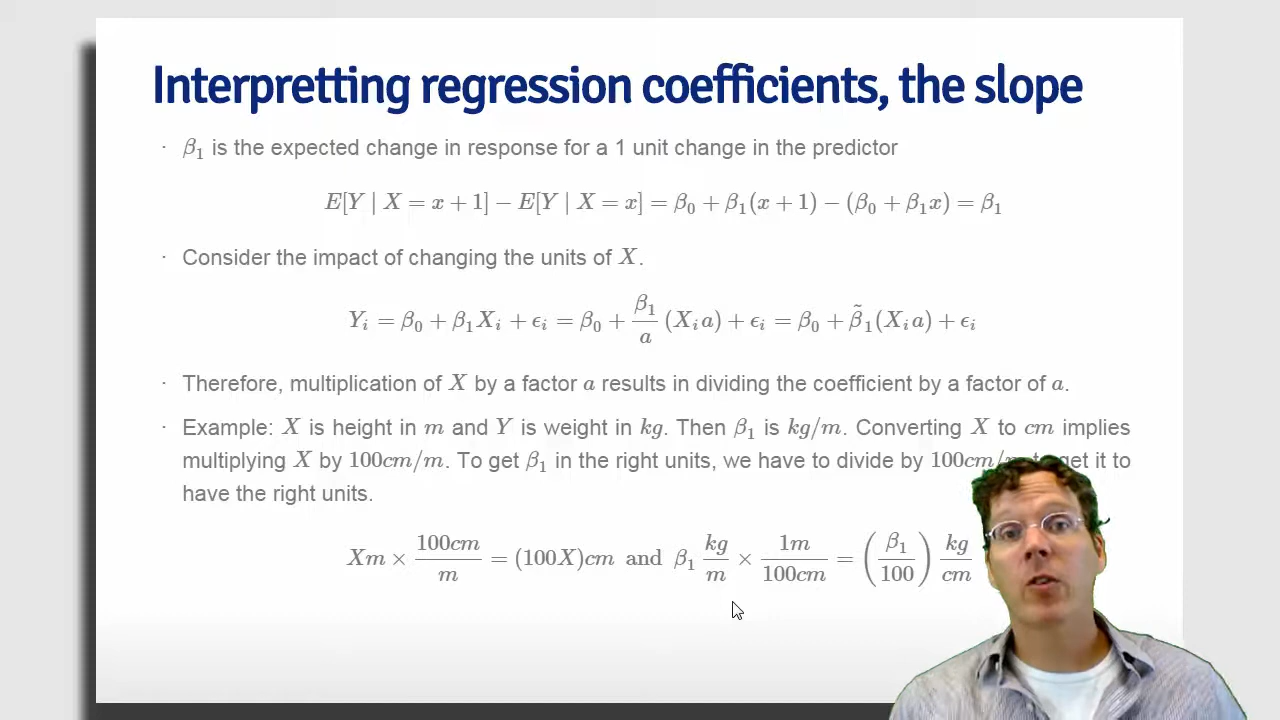 Interpretting regression coefficients, the slope
· β₁ is the expected change in response for a 1 unit change in the predictor
E[Y | X = x + 1] − E[Y | X = x] = β₀ + β₁(x + 1) − (β₀ + β₁x) = β₁
· Consider the impact of changing the units of X.
Yᵢ = β₀ + β₁Xᵢ + ϵᵢ = β₀ + β₁/a (Xᵢa) + ϵᵢ = β₀ + β̃₁(Xᵢa) + ϵᵢ
· Therefore, multiplication of X by a factor a results in dividing the coefficient by a factor of a.
· Example: X is height in m and Y is weight in kg. Then β₁ is kg/m. Converting X to cm implies
multiplying X by 100cm/m. To get β₁ in the right units, we have to divide by 100cm/ get it to
have the right units.
Xm × 100cm/m = (100X)cm and β₁ kg/m × 1m/100cm = (β₁/100) kg/cm